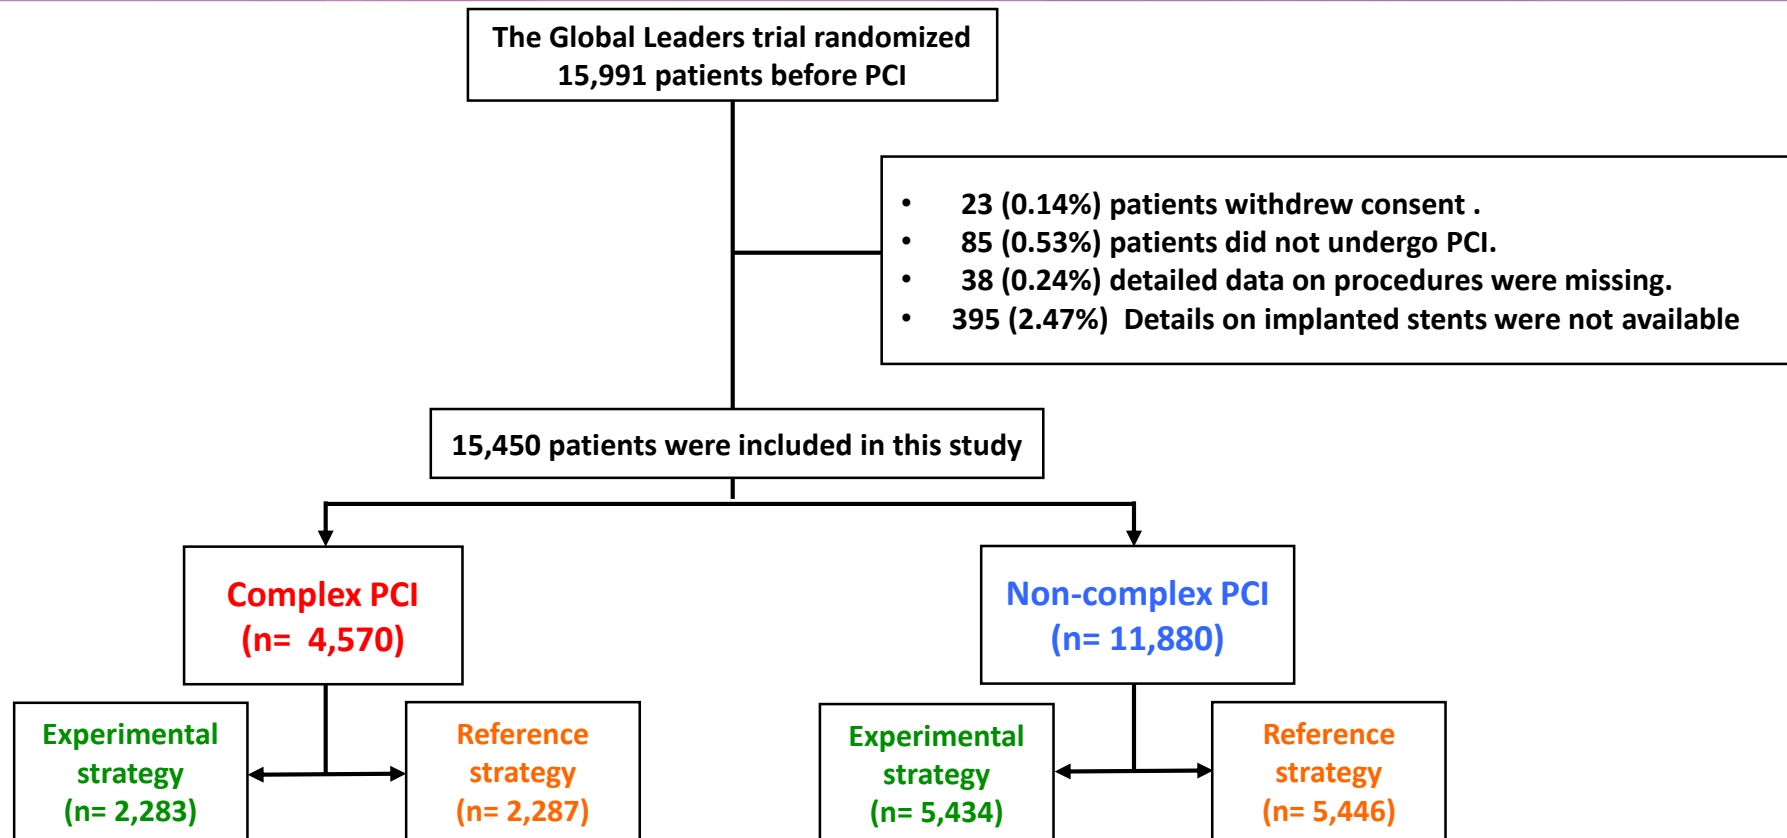 The Global Leaders trial randomized
15,991 patients before PCI
• 23 (0.14%) patients withdrew consent .
• 85 (0.53%) patients did not undergo PCI.
• 38 (0.24%) detailed data on procedures were missing.
• 395 (2.47%) Details on implanted stents were not available
15,450 patients were included in this study
Complex PCI
(n= 4,570)
Non-complex PCI
(n= 11,880)
Experimental
strategy
(n= 2,283)
Reference
strategy
(n= 2,287)
Experimental
strategy
(n= 5,434)
Reference
strategy
(n= 5,446)